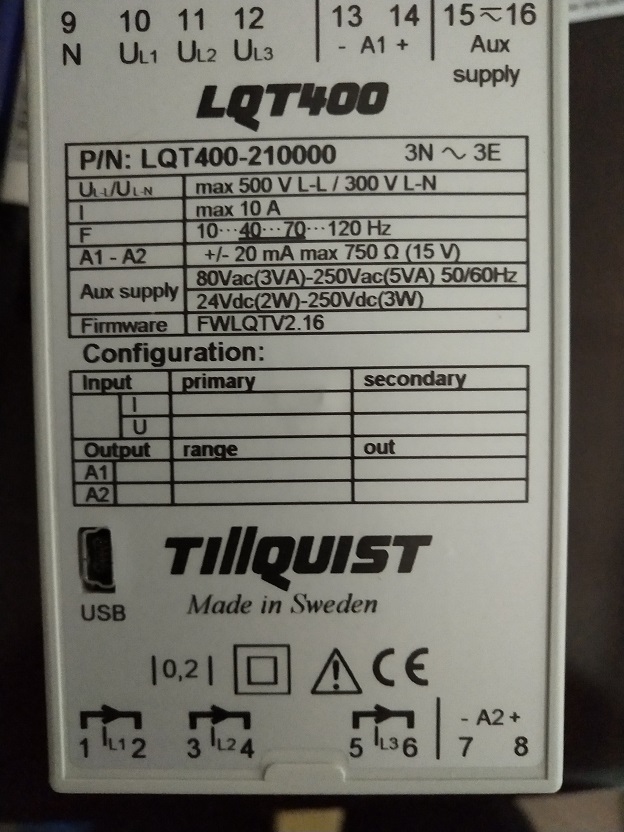 9 10 11 12 13 14 15≂16
N UL1 UL2 UL3 - A1 + Aux
supply
LQT400
P/N: LQT400-210000 3N ∼ 3E
UL-L/UL-N max 500 V L-L / 300 V L-N
I max 10 A
F 10···40···70···120 Hz
A1 - A2 +/- 20 mA max 750 Ω (15 V)
Aux supply 80Vac(3VA)-250Vac(5VA) 50/60Hz
24Vdc(2W)-250Vdc(3W)
Firmware FWLQTV2.16
Configuration:
Input primary secondary
I
U
Output range out
A1
A2
TillQUIST
USB Made in Sweden
|0,2| CE
1 IL1 2 3 IL2 4 5 IL3 6 - A2 +
7 8